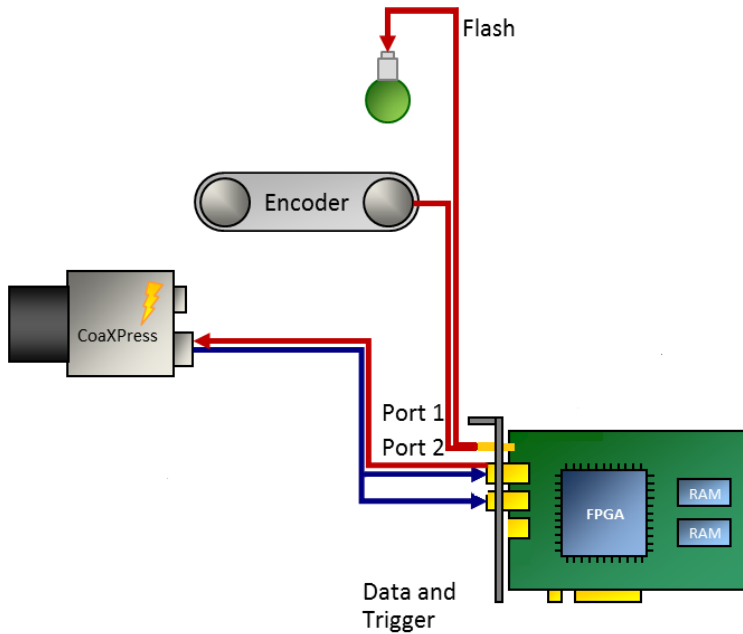 Flash
Encoder
CoaXPress
Port 1
Port 2
RAM
FPGA
RAM
Data and
Trigger